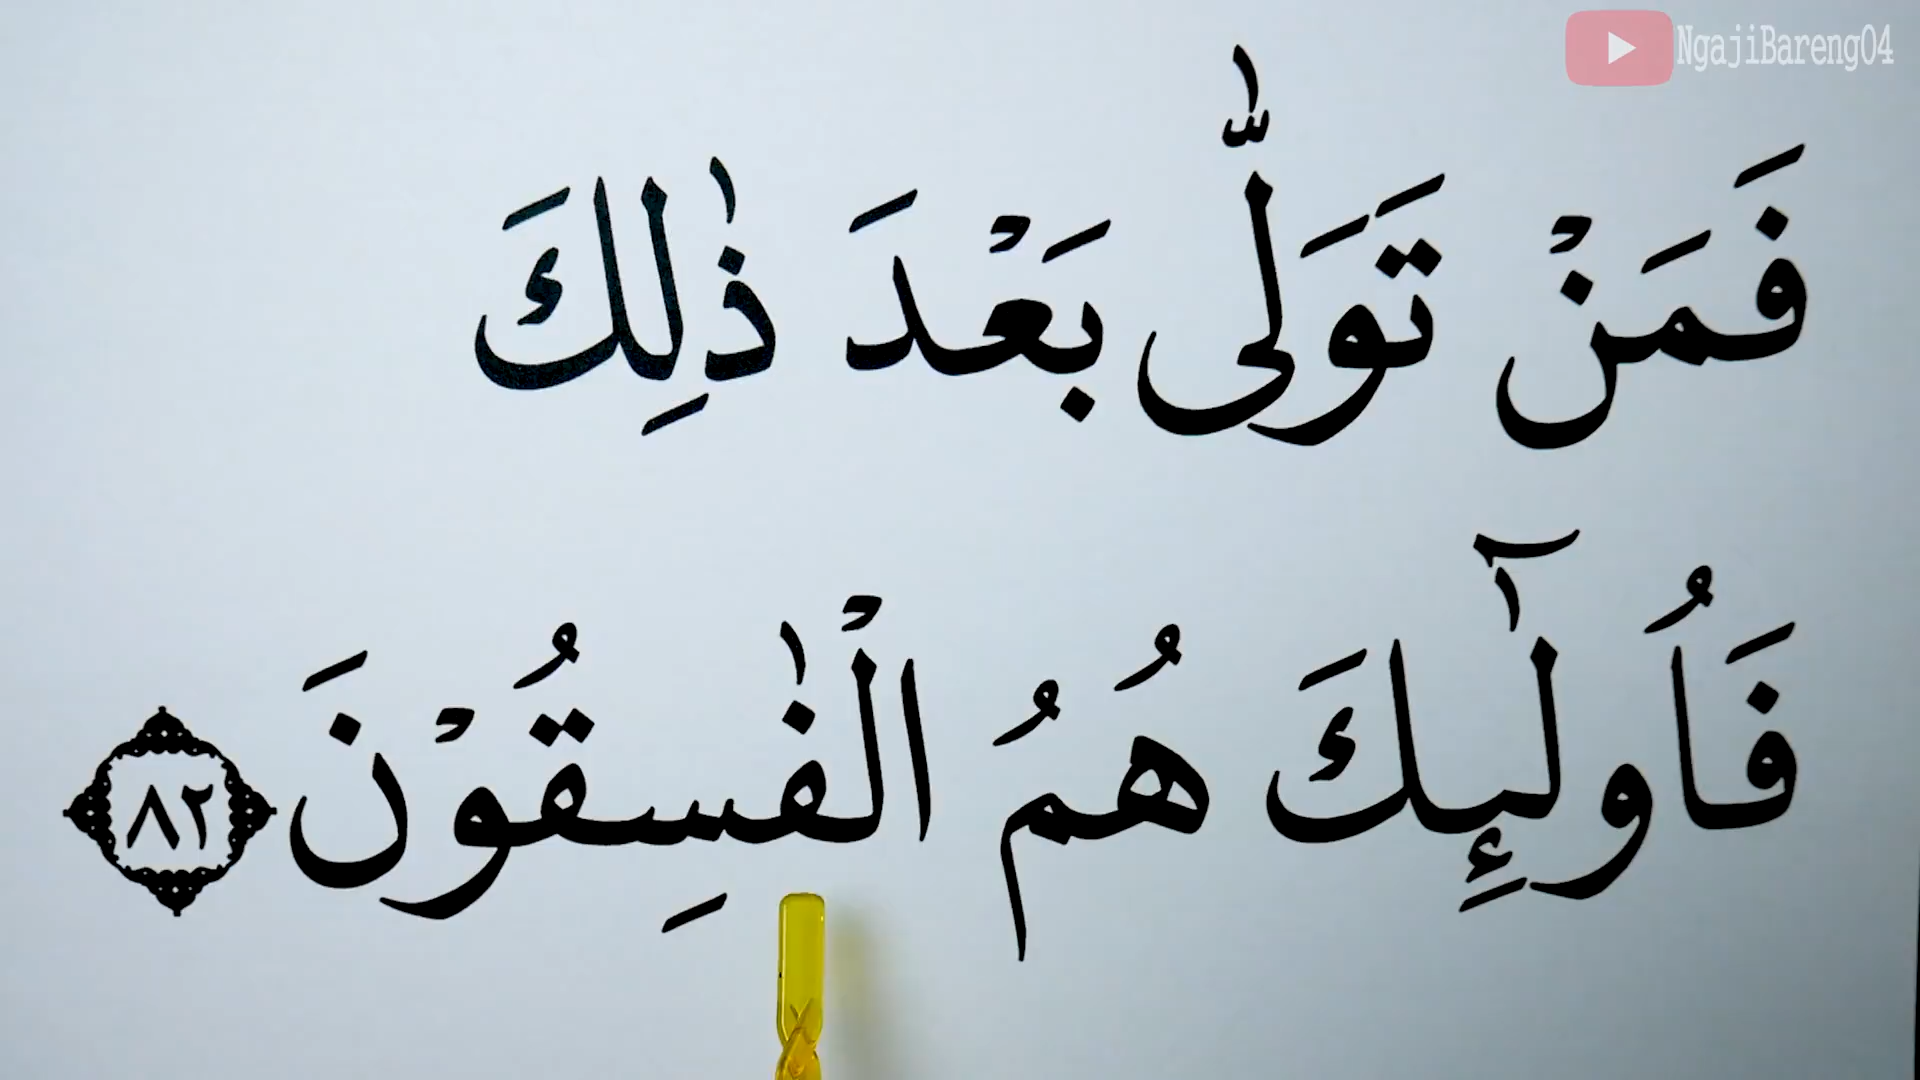 NgajiBareng04
فَمَنْ تَوَلّٰى بَعْدَ ذٰلِكَ
فَاُولٰۤىِٕكَ هُمُ الْفٰسِقُوْنَ ٨٢